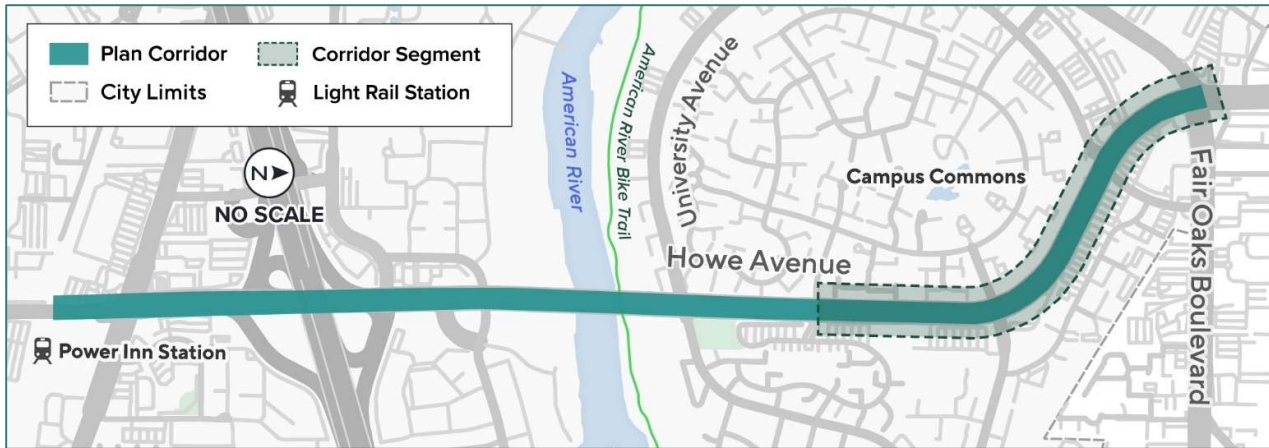 Plan Corridor
Corridor Segment
City Limits
Light Rail Station
N
NO SCALE
American River
American River Bike Trail
University Avenue
Campus Commons
Howe Avenue
Fair Oaks Boulevard
Power Inn Station